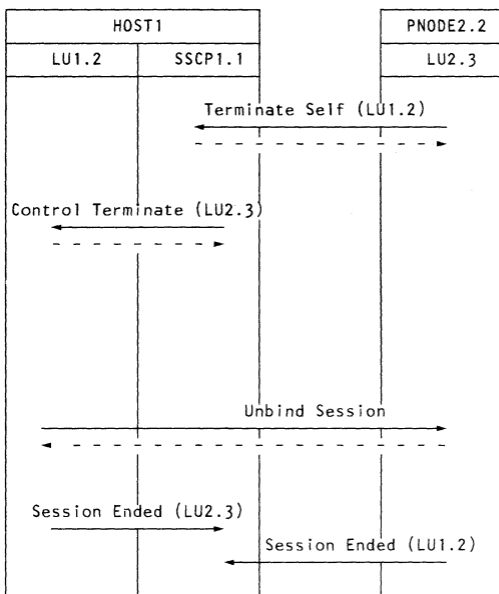 HOST1
PNODE2.2
LU1.2
SSCP1.1
LU2.3
Terminate Self (LU1.2)
Control Terminate (LU2.3)
Unbind Session
Session Ended (LU2.3)
Session Ended (LU1.2)